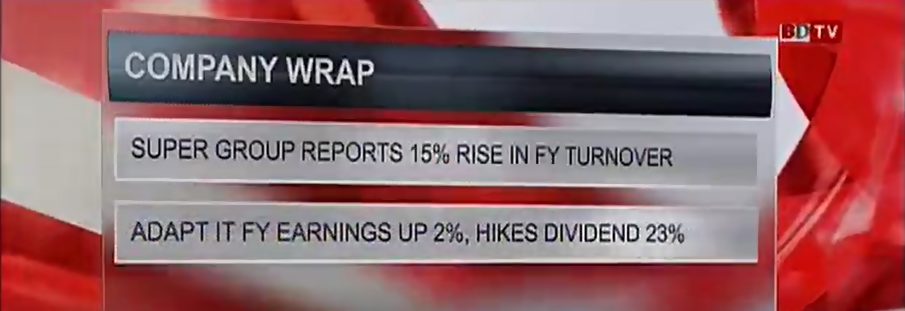 BDTV
COMPANY WRAP
SUPER GROUP REPORTS 15% RISE IN FY TURNOVER
ADAPT IT FY EARNINGS UP 2%, HIKES DIVIDEND 23%